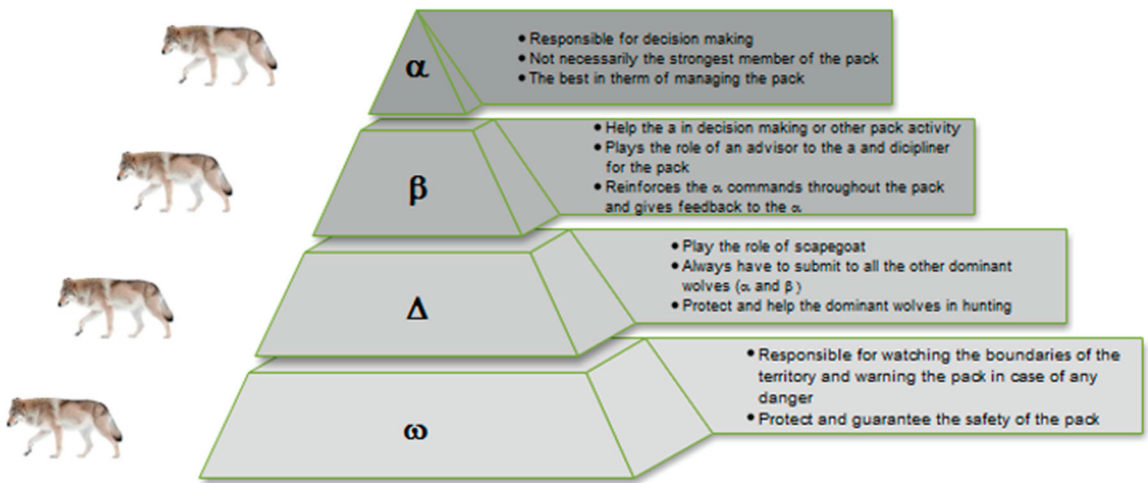 α
• Responsible for decision making
• Not necessarily the strongest member of the pack
• The best in therm of managing the pack
β
• Help the a in decision making or other pack activity
• Plays the role of an advisor to the a and dicipliner
for the pack
• Reinforces the α commands throughout the pack
and gives feedback to the α
Δ
• Play the role of scapegoat
• Always have to submit to all the other dominant
wolves (α and β)
• Protect and help the dominant wolves in hunting
ω
• Responsible for watching the boundaries of the
territory and warning the pack in case of any
danger
• Protect and guarantee the safety of the pack